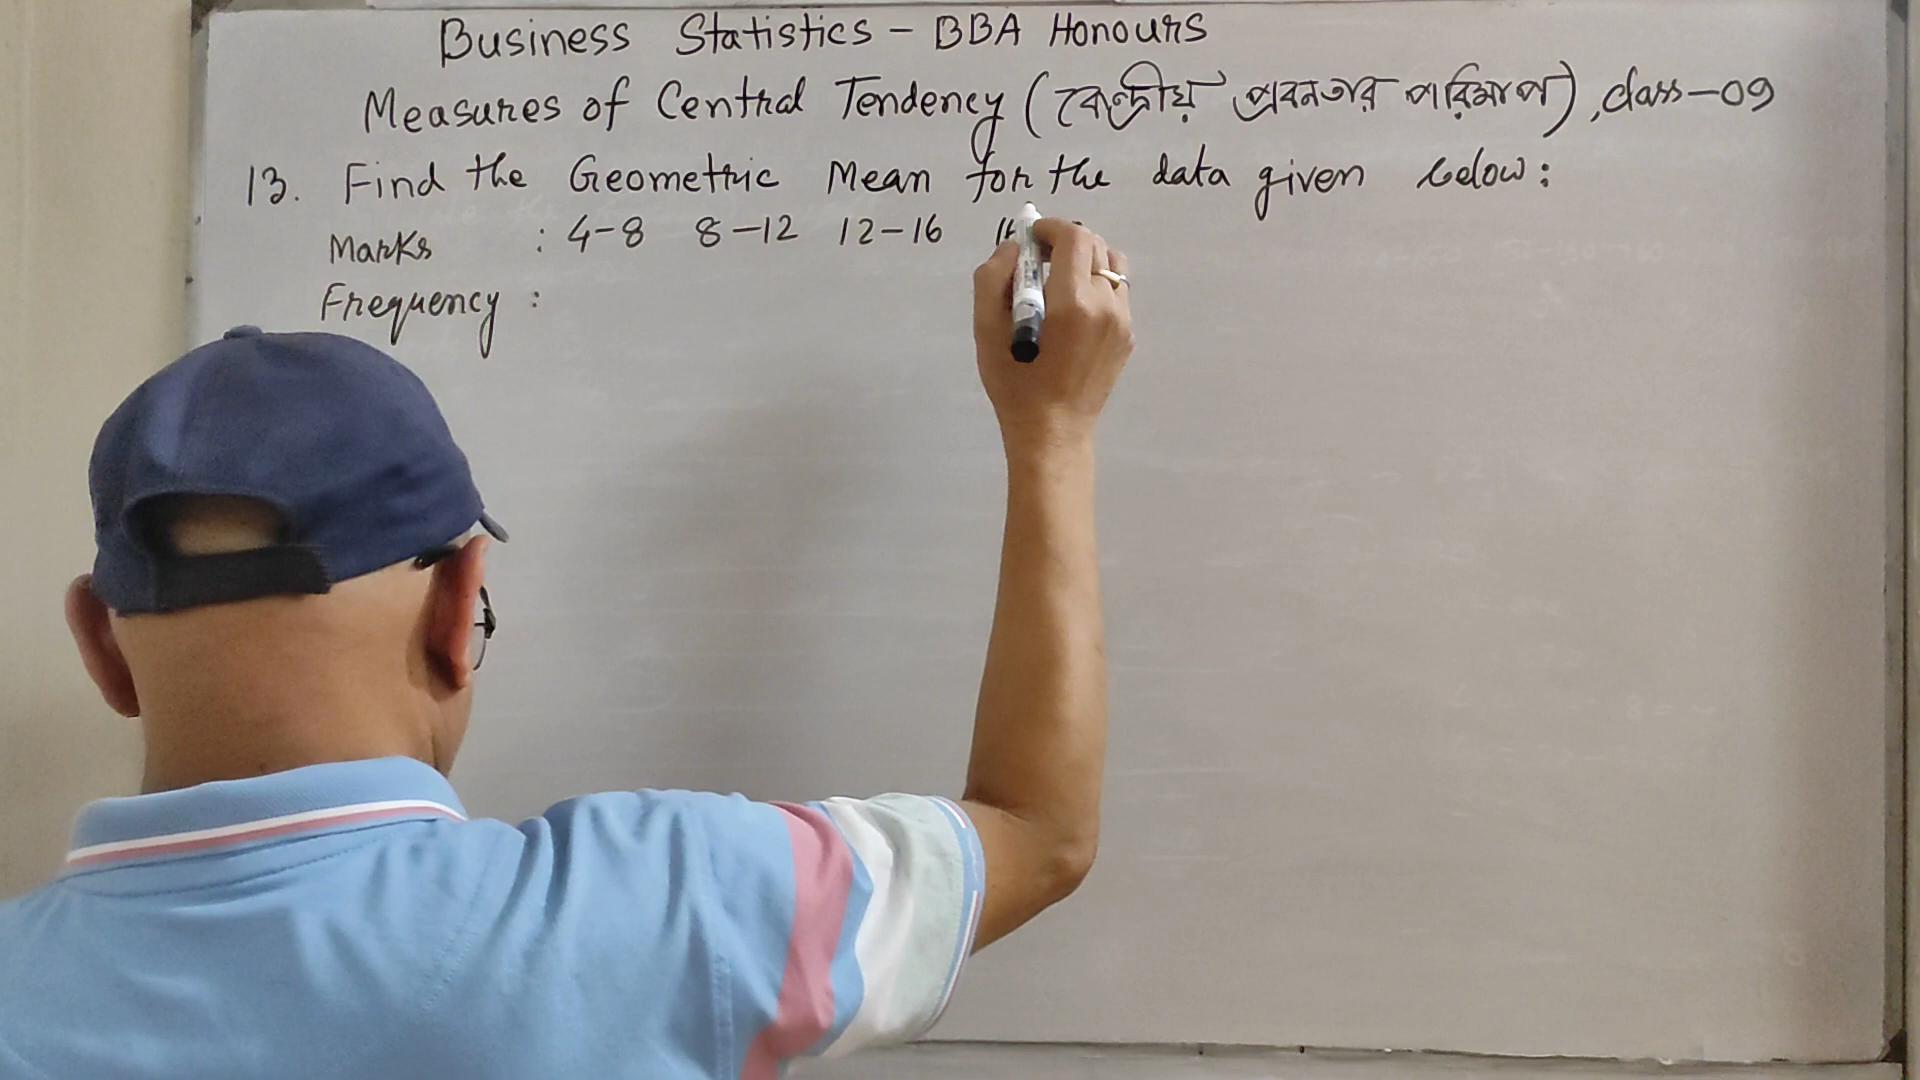 Business Statistics - BBA Honours
Measures of Central Tendency (কেন্দ্রীয় প্রবনতার পরিমাপ), class-09
13. Find the Geometric Mean for the data given below:
Marks : 4-8 8-12 12-16
Frequency :